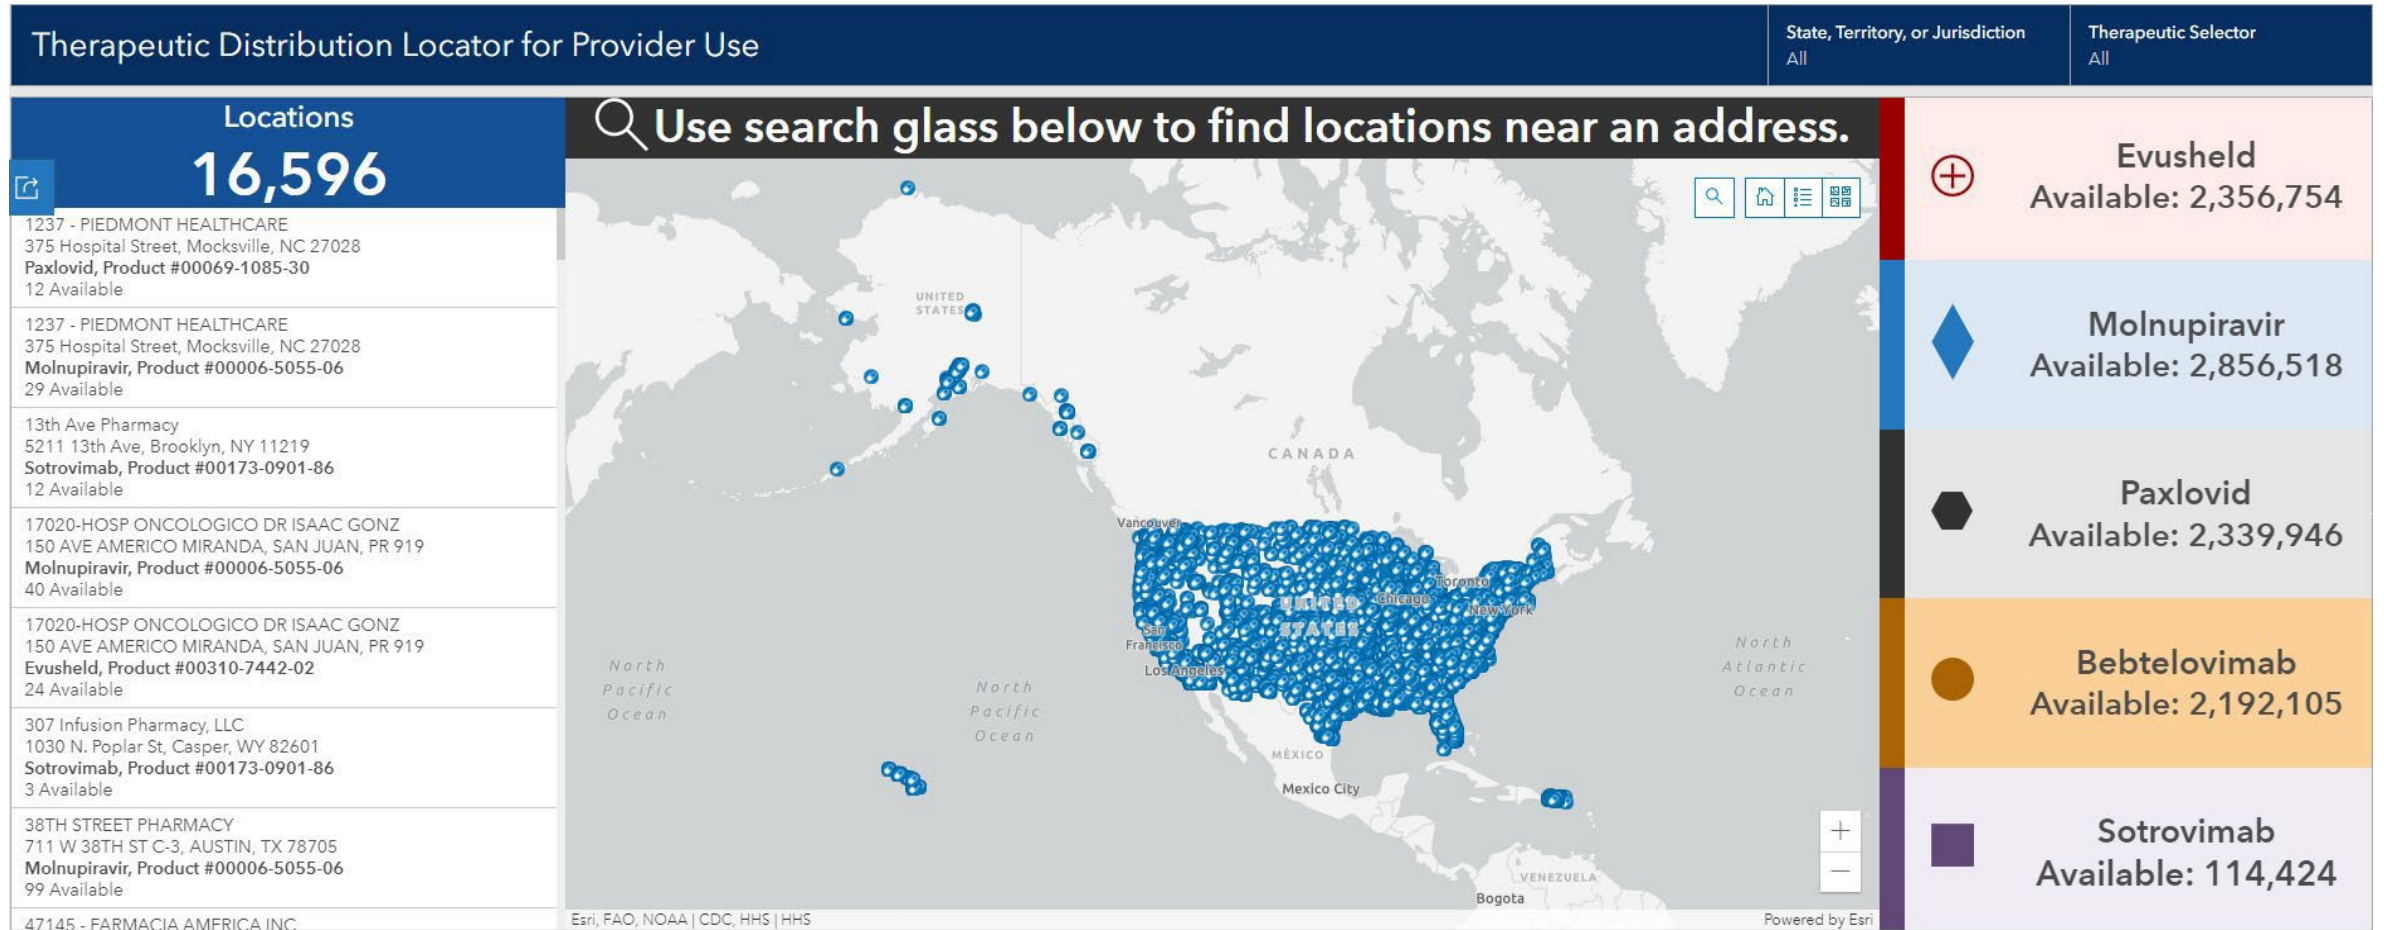 Therapeutic Distribution Locator for Provider Use
State, Territory, or Jurisdiction
All
Therapeutic Selector
All
Locations
16,596
1237 - PIEDMONT HEALTHCARE
375 Hospital Street, Mocksville, NC 27028
Paxlovid, Product #00069-1085-30
12 Available
1237 - PIEDMONT HEALTHCARE
375 Hospital Street, Mocksville, NC 27028
Molnupiravir, Product #00006-5055-06
29 Available
13th Ave Pharmacy
5211 13th Ave, Brooklyn, NY 11219
Sotrovimab, Product #00173-0901-86
12 Available
17020-HOSP ONCOLOGICO DR ISAAC GONZ
150 AVE AMERICO MIRANDA, SAN JUAN, PR 919
Molnupiravir, Product #00006-5055-06
40 Available
17020-HOSP ONCOLOGICO DR ISAAC GONZ
150 AVE AMERICO MIRANDA, SAN JUAN, PR 919
Evusheld, Product #00310-7442-02
24 Available
307 Infusion Pharmacy, LLC
1030 N. Poplar St, Casper, WY 82601
Sotrovimab, Product #00173-0901-86
3 Available
38TH STREET PHARMACY
711 W 38TH ST C-3, AUSTIN, TX 78705
Molnupiravir, Product #00006-5055-06
99 Available
47145 - FARMACIA AMERICA INC
Use search glass below to find locations near an address.
UNITED
STATES
CANADA
Vancouver
Toronto
Chicago
New York
UNITED
STATES
San
Francisco
Los Angeles
North
Pacific
Ocean
North
Pacific
Ocean
North
Atlantic
Ocean
MÉXICO
Mexico City
VENEZUELA
Bogota
+
−
Esri, FAO, NOAA | CDC, HHS | HHS
Powered by Esri
Evusheld
Available: 2,356,754
Molnupiravir
Available: 2,856,518
Paxlovid
Available: 2,339,946
Bebtelovimab
Available: 2,192,105
Sotrovimab
Available: 114,424